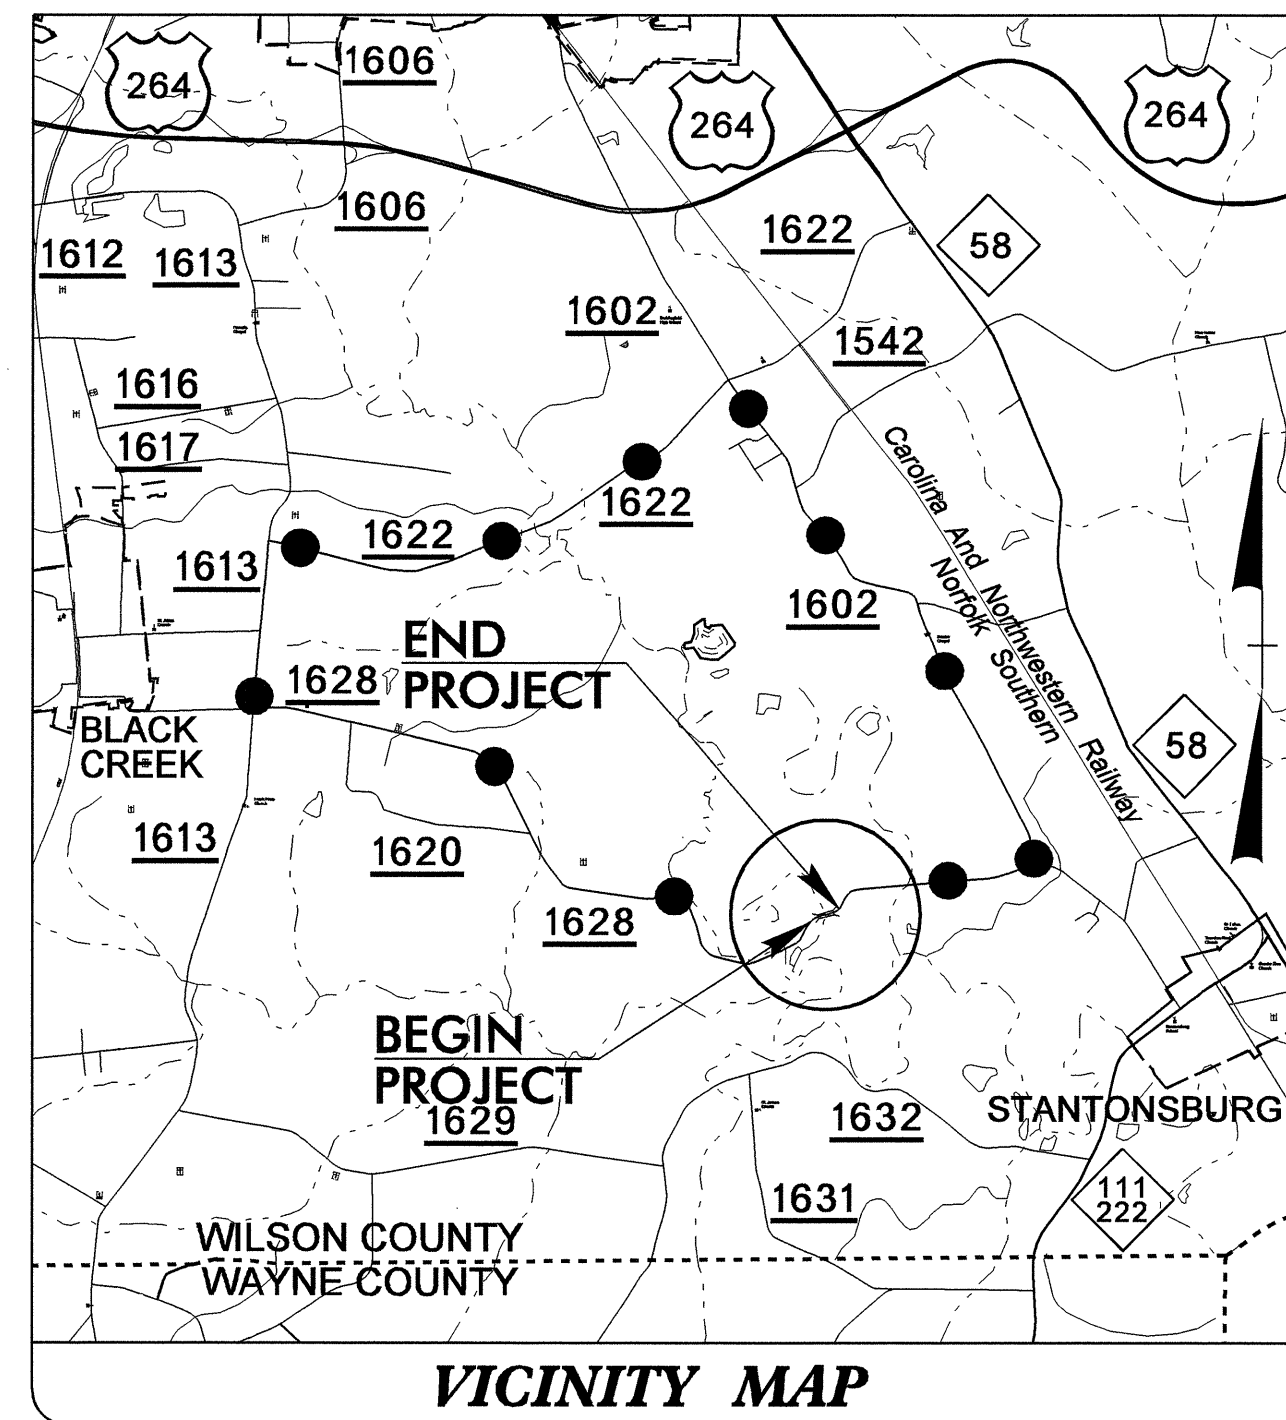 264
1606
264
264
1606
1622
58
1612
1613
1602
1542
1616
1617
Carolina And Northwestern Railway
Norfolk Southern
1622
1622
1613
1602
END
PROJECT
1628
BLACK
CREEK
58
1613
1620
1628
BEGIN
PROJECT
1629
1632
STANTONSBURG
1631
111
222
WILSON COUNTY
WAYNE COUNTY
VICINITY MAP